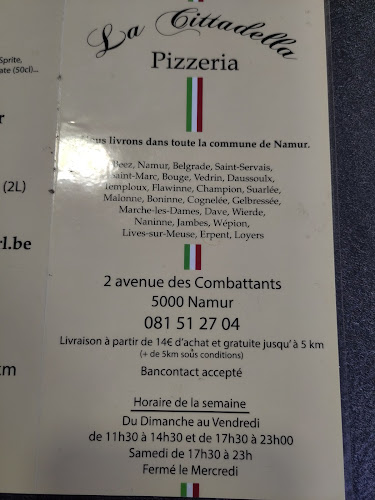 La Cittadella
Pizzeria
Sprite,
ate (50cl)...
r
(2L)
rl.be
km
livrons dans toute la commune de Namur.
Beez, Namur, Belgrade, Saint-Servais,
Saint-Marc, Bouge, Vedrin, Daussoulx,
Temploux, Flawinne, Champion, Suarlée,
Malonne, Boninne, Cognelée, Gelbressée,
Marche-les-Dames, Dave, Wierde,
Naninne, Jambes, Wépion,
Lives-sur-Meuse, Erpent, Loyers
2 avenue des Combattants
5000 Namur
081 51 27 04
Livraison à partir de 14€ d'achat et gratuite jusqu'à 5 km
(+ de 5km sous conditions)
Bancontact accepté
Horaire de la semaine
Du Dimanche au Vendredi
de 11h30 à 14h30 et de 17h30 à 23h00
Samedi de 17h30 à 23h
Fermé le Mercredi